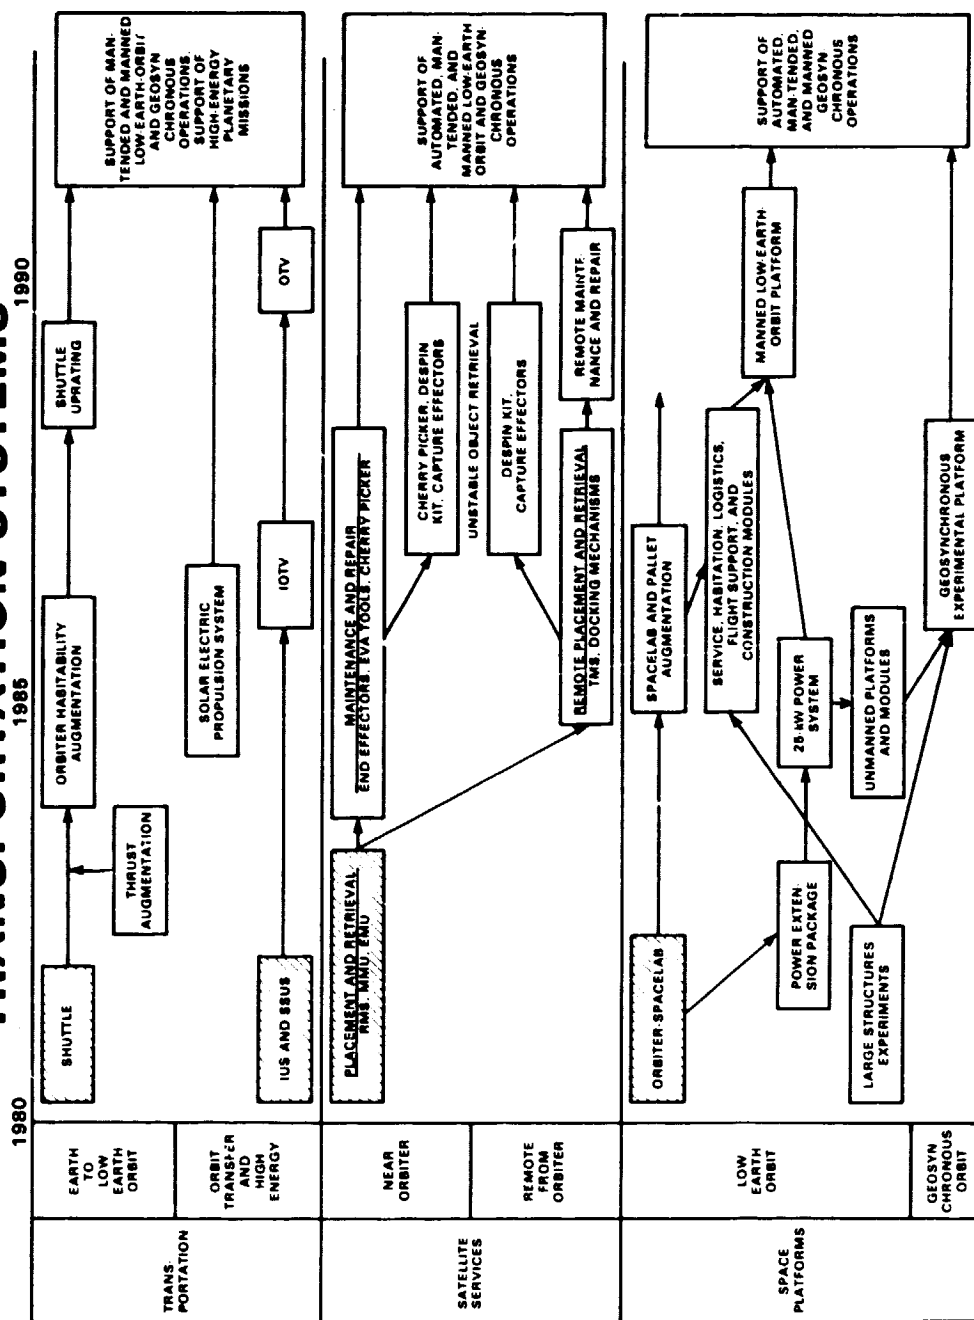 1980
1985
1990
TRANS-
PORTATION
EARTH
TO
LOW
EARTH ORBIT
SHUTTLE
THRUST
AUGMENTATION
ORBITER HABITABILITY
AUGMENTATION
SHUTTLE
UPRATING
SUPPORT OF MAN-
TENDED AND MANNED
LOW-EARTH-ORBIT
AND GEOSYN
CHRONOUS
OPERATIONS.
SUPPORT OF
HIGH-ENERGY
PLANETARY
MISSIONS
ORBIT
TRANSFER
AND
HIGH
ENERGY
SOLAR ELECTRIC
PROPULSION SYSTEM
IUS AND SSUS
IOTV
OTV
SATELLITE
SERVICES
NEAR
ORBITER
PLACEMENT AND RETRIEVAL
RMS, MMU, EMU
MAINTENANCE AND REPAIR
END EFFECTORS, EVA TOOLS, CHERRY PICKER
CHERRY PICKER, DESPIN
KIT, CAPTURE EFFECTORS
UNSTABLE OBJECT RETRIEVAL
SUPPORT OF
AUTOMATED, MAN-
TENDED, AND
MANNED LOW-EARTH
ORBIT AND GEOSYN-
CHRONOUS
OPERATIONS
REMOTE
FROM
ORBITER
DESPIN KIT,
CAPTURE EFFECTORS
REMOTE PLACEMENT AND RETRIEVAL
TMS, DOCKING MECHANISMS
REMOTE MAINTE-
NANCE AND REPAIR
SPACE
PLATFORMS
LOW
EARTH
ORBIT
ORBITER-SPACELAB
SPACELAB AND PALLET
AUGMENTATION
SERVICE, HABITATION, LOGISTICS,
FLIGHT SUPPORT, AND
CONSTRUCTION MODULES
MANNED LOW-EARTH-
ORBIT PLATFORM
POWER EXTEN-
SION PACKAGE
25-kW POWER
SYSTEM
UNMANNED PLATFORMS
AND MODULES
LARGE STRUCTURES
EXPERIMENTS
SUPPORT OF
AUTOMATED,
MAN-TENDED,
AND MANNED
GEOSYN
CHRONOUS
OPERATIONS
GEOSYN
CHRONOUS
ORBIT
GEOSYNCHRONOUS
EXPERIMENTAL PLATFORM